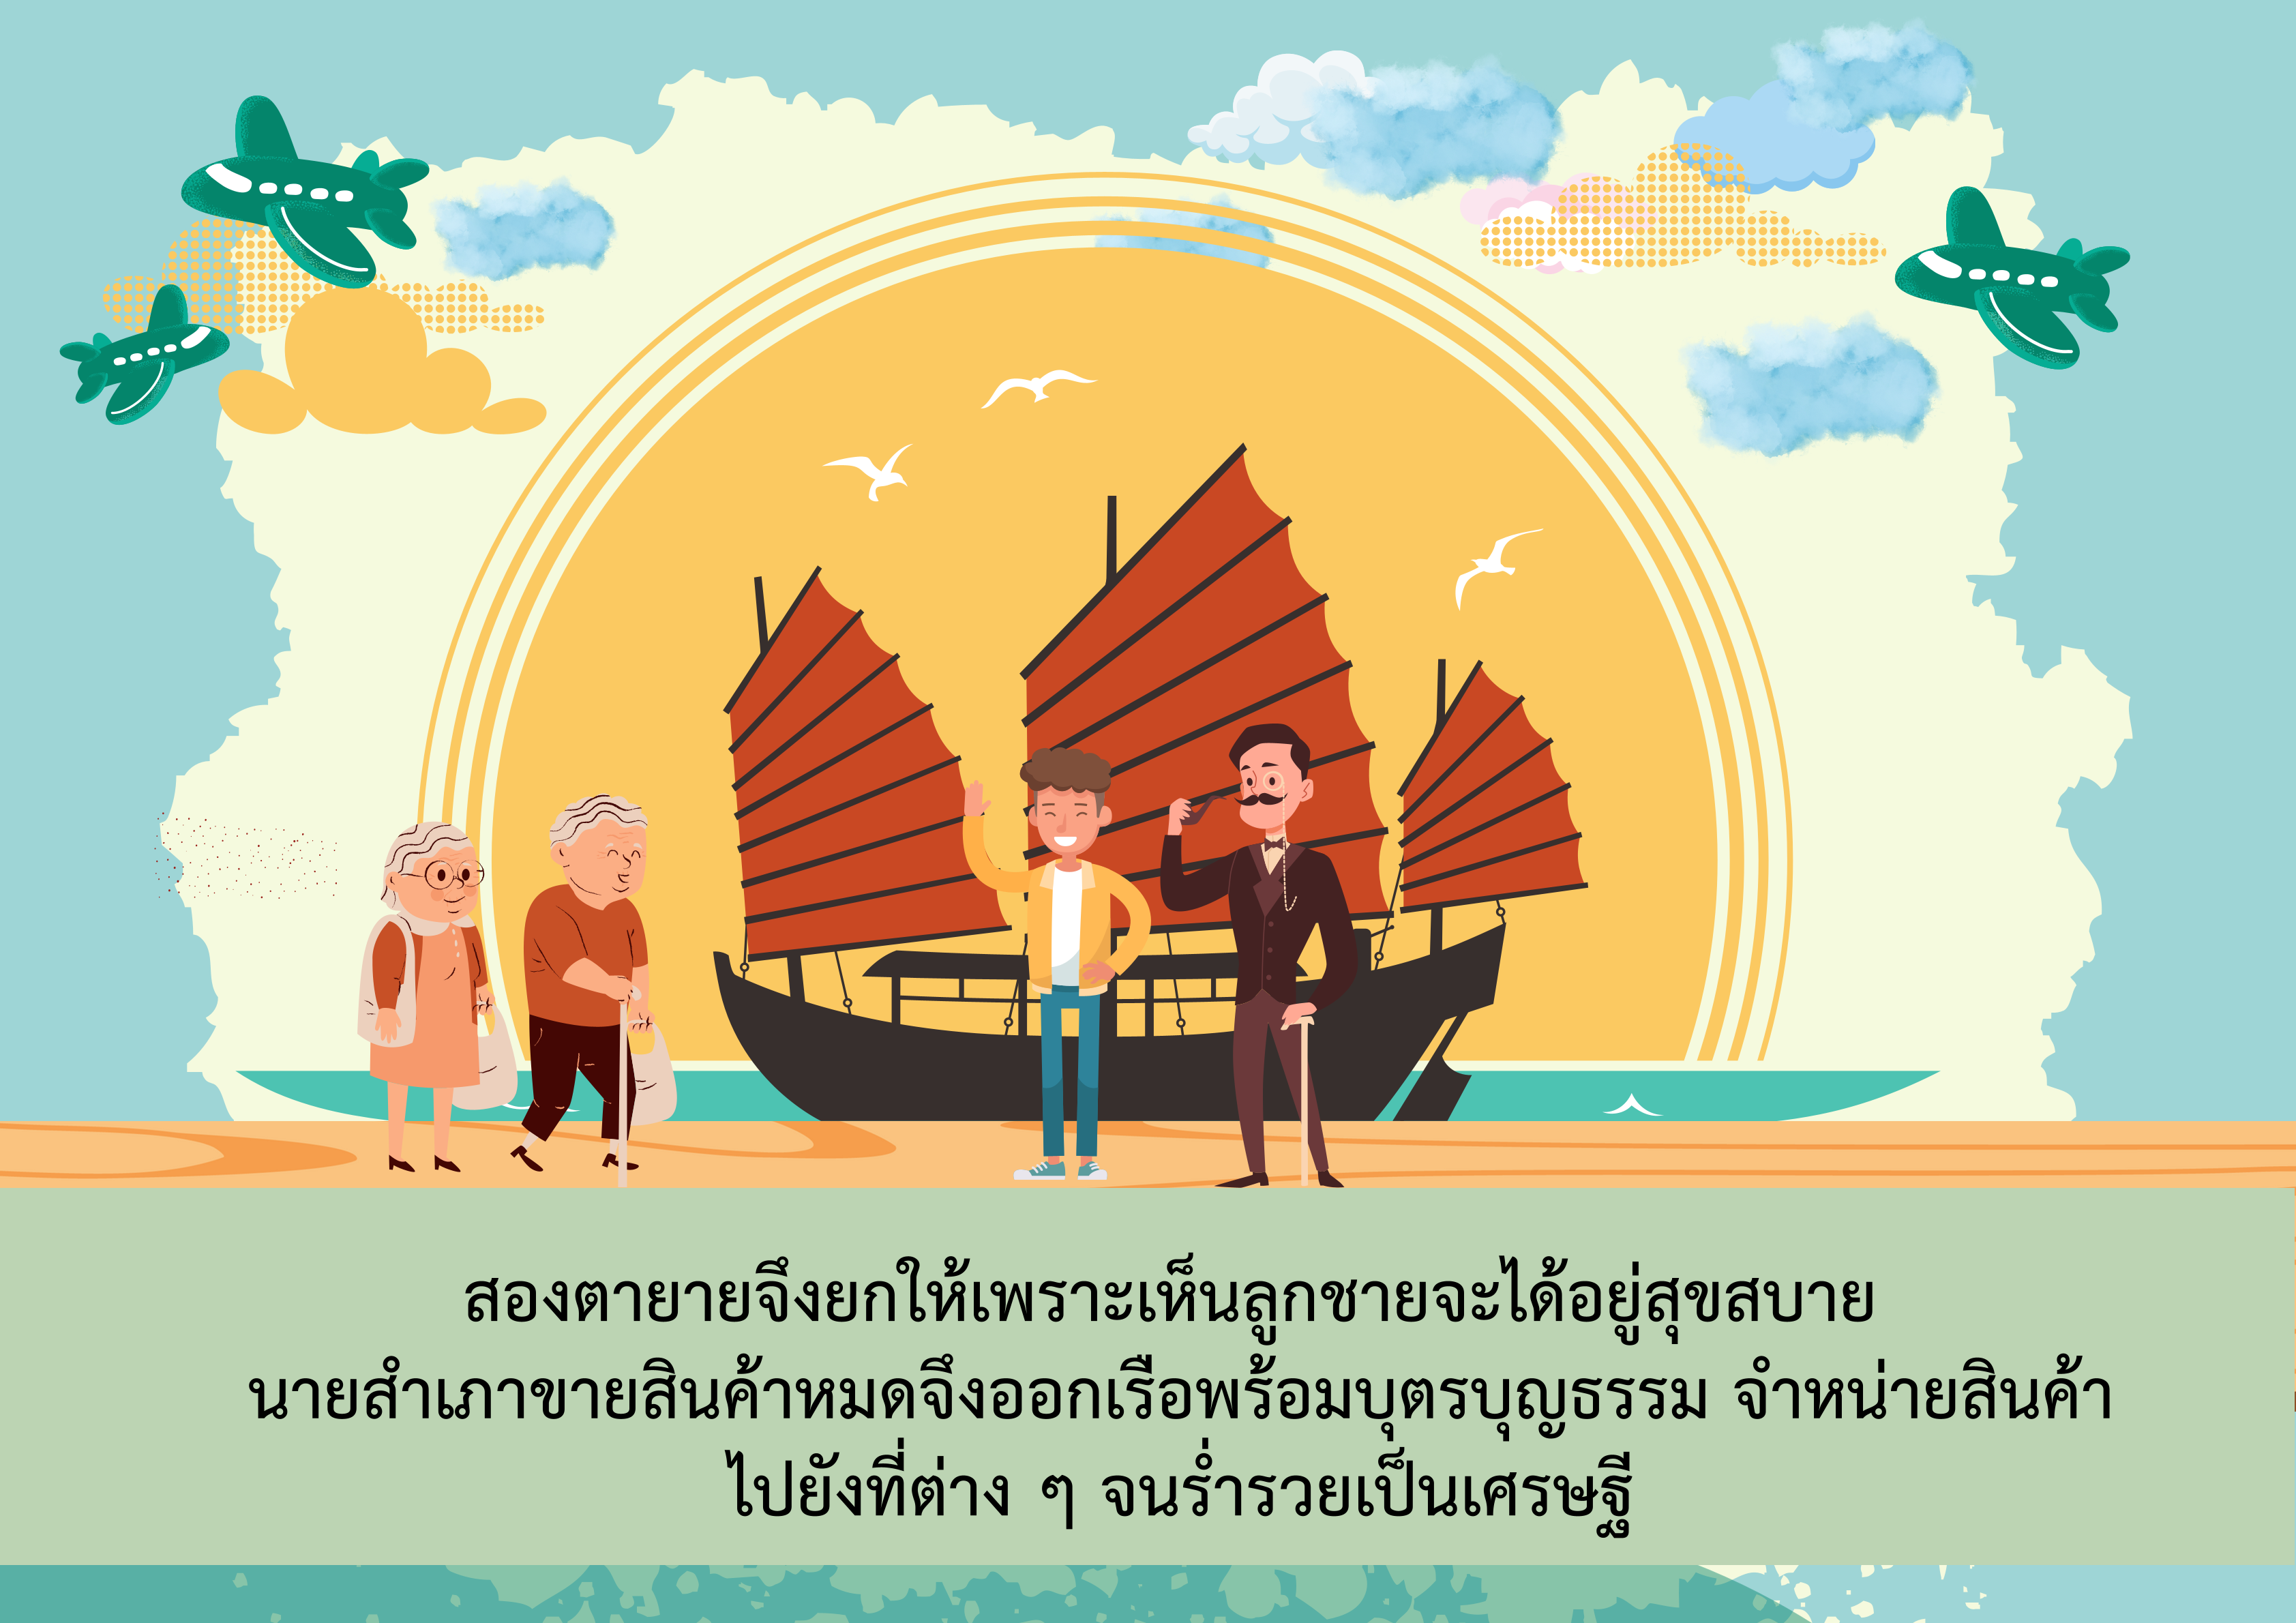 สองตายายจึงยกให้เพราะเห็นลูกชายจะได้อยู่สุขสบาย
นายสำเภาขายสินค้าหมดจึงออกเรือพร้อมบุตรบุญธรรม จำหน่ายสินค้า
ไปยังที่ต่าง ๆ จนร่ำรวยเป็นเศรษฐี